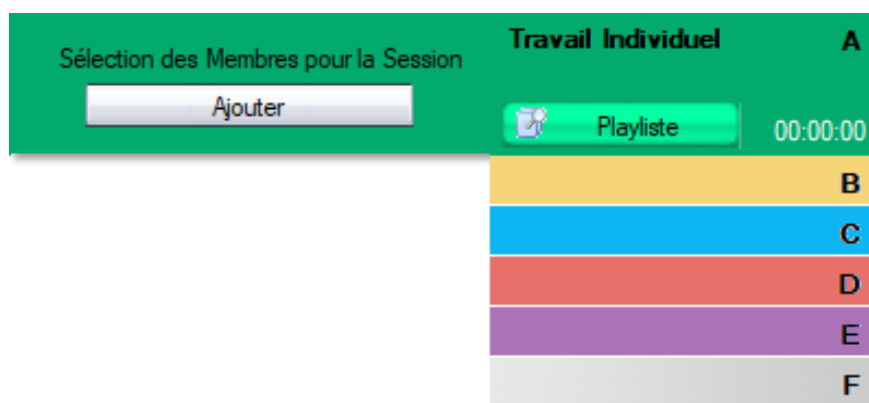 Sélection des Membres pour la Session
Ajouter
Travail Individuel A
Playliste 00:00:00
B
C
D
E
F